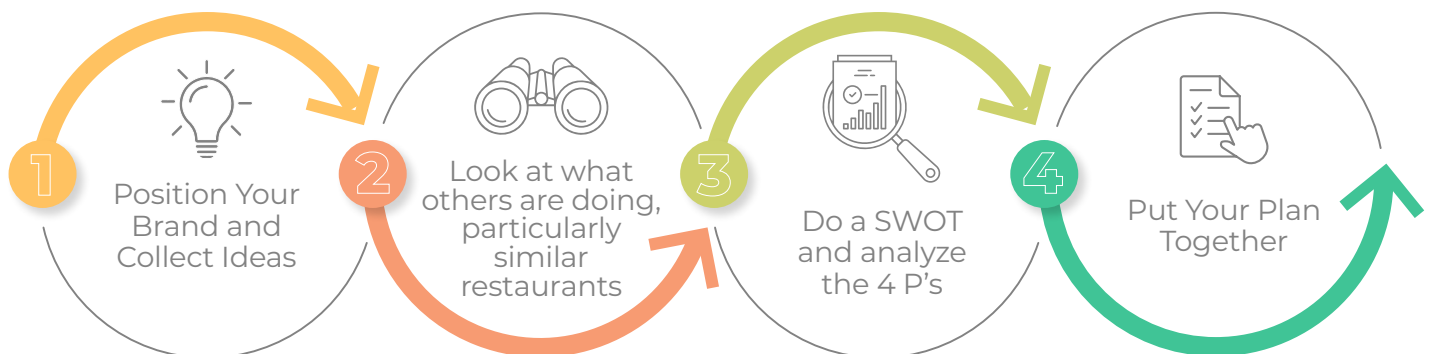 1
Position Your
Brand and
Collect Ideas
2
Look at what
others are doing,
particularly
similar
restaurants
3
Do a SWOT
and analyze
the 4 P's
4
Put Your Plan
Together